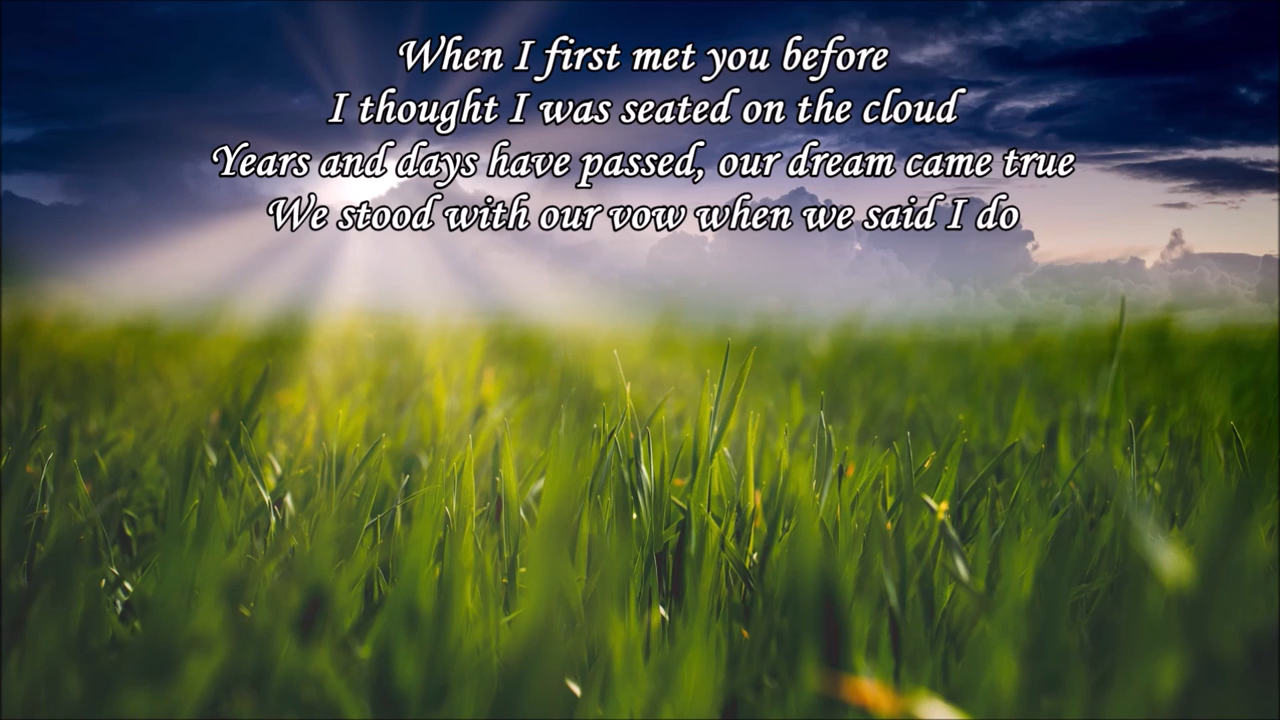 When I first met you before
I thought I was seated on the cloud
Years and days have passed, our dream came true
We stood with our vow when we said I do